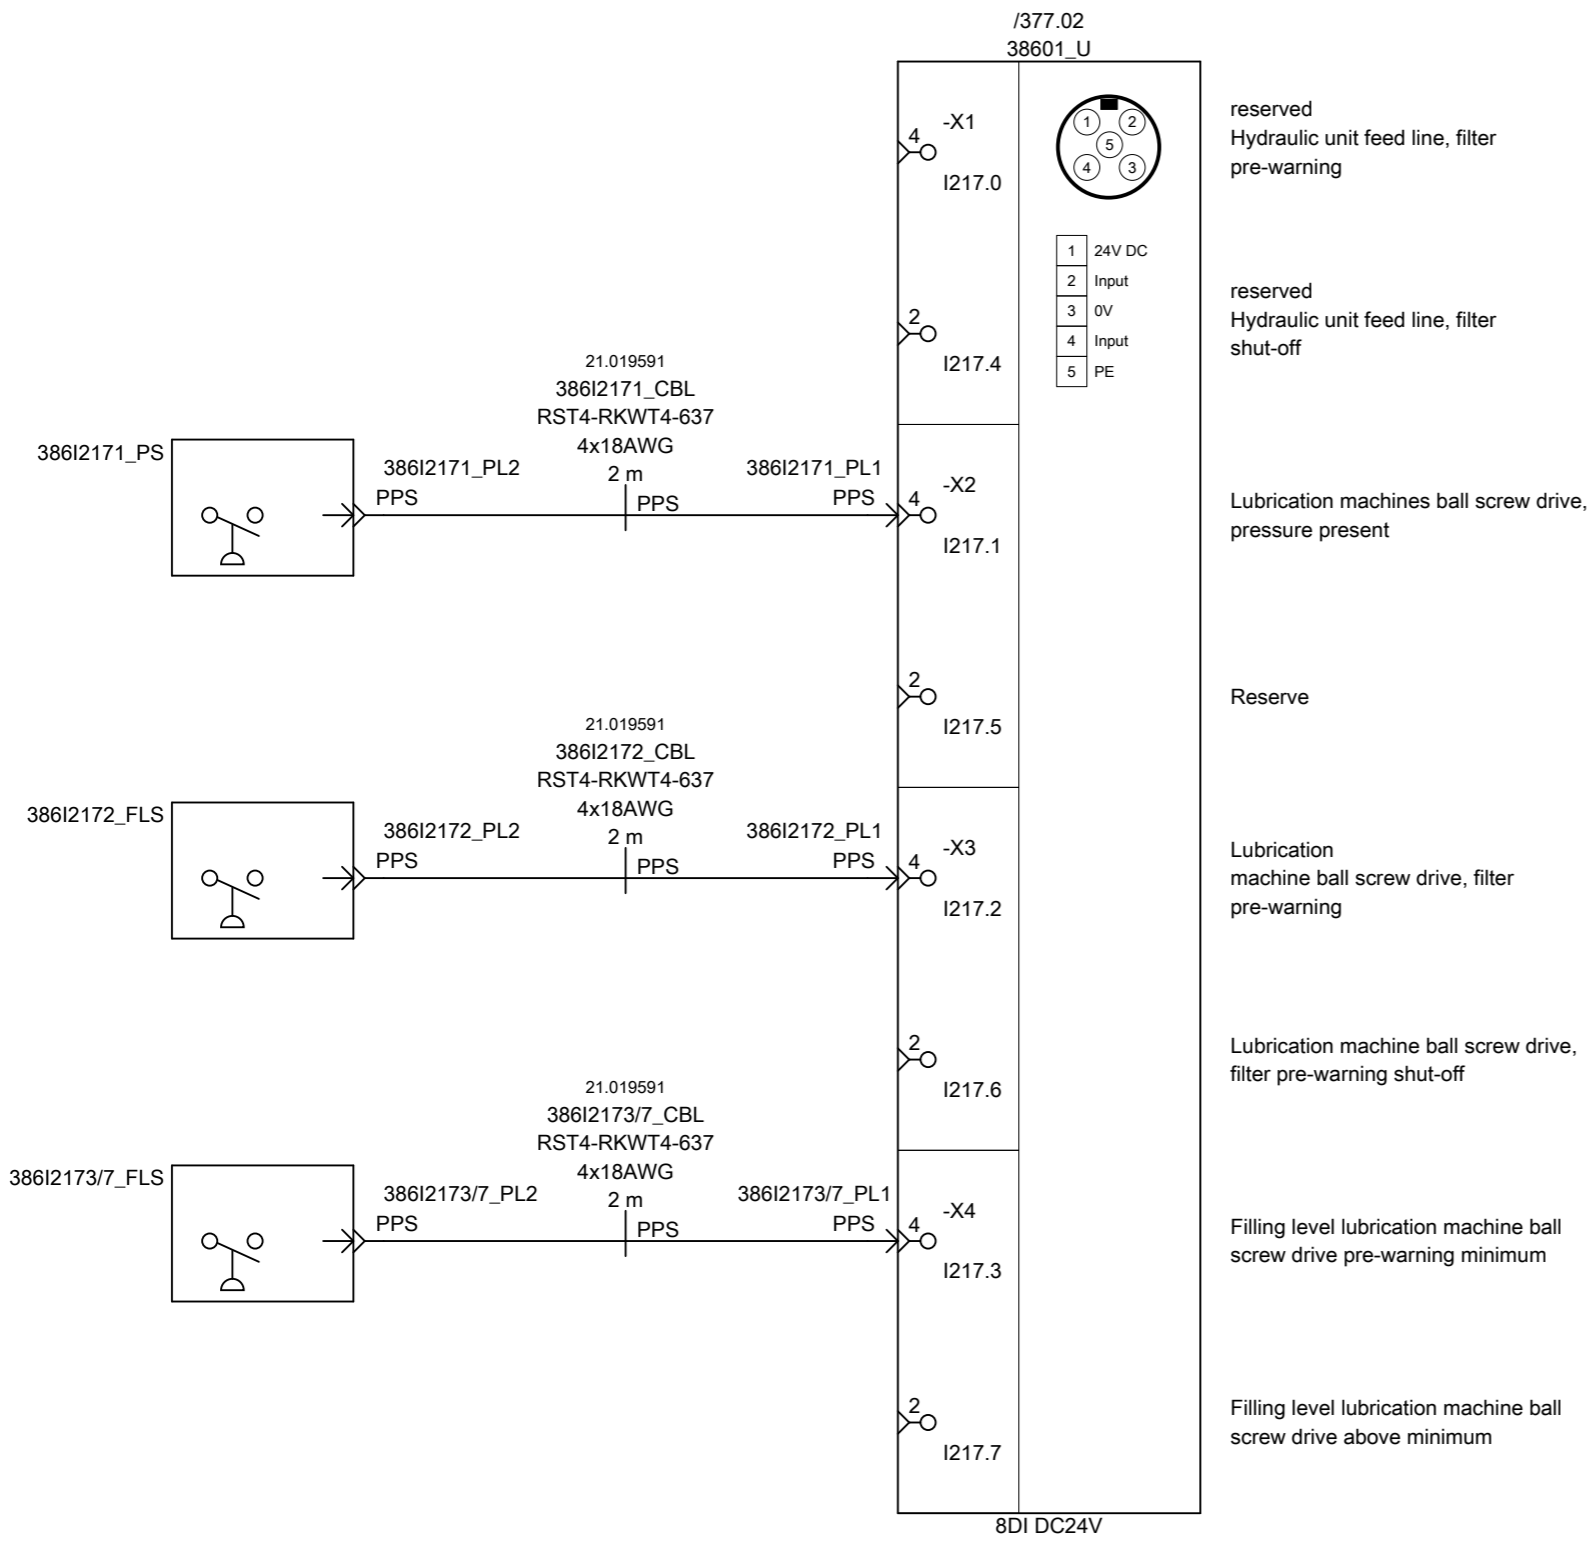 /377.02
38601_U
-X1
4
I217.0
1
2
5
4
3
reserved
Hydraulic unit feed line, filter
pre-warning
1 24V DC
2 Input
3 0V
4 Input
5 PE
2
I217.4
reserved
Hydraulic unit feed line, filter
shut-off
21.019591
386I2171_CBL
RST4-RKWT4-637
4x18AWG
2 m
386I2171_PS
386I2171_PL2
PPS
PPS
386I2171_PL1
PPS
4
-X2
I217.1
Lubrication machines ball screw drive,
pressure present
2
I217.5
Reserve
21.019591
386I2172_CBL
RST4-RKWT4-637
4x18AWG
2 m
386I2172_FLS
386I2172_PL2
PPS
PPS
386I2172_PL1
PPS
4
-X3
I217.2
Lubrication
machine ball screw drive, filter
pre-warning
2
I217.6
Lubrication machine ball screw drive,
filter pre-warning shut-off
21.019591
386I2173/7_CBL
RST4-RKWT4-637
4x18AWG
2 m
386I2173/7_FLS
386I2173/7_PL2
PPS
PPS
386I2173/7_PL1
PPS
4
-X4
I217.3
Filling level lubrication machine ball
screw drive pre-warning minimum
2
I217.7
Filling level lubrication machine ball
screw drive above minimum
8DI DC24V